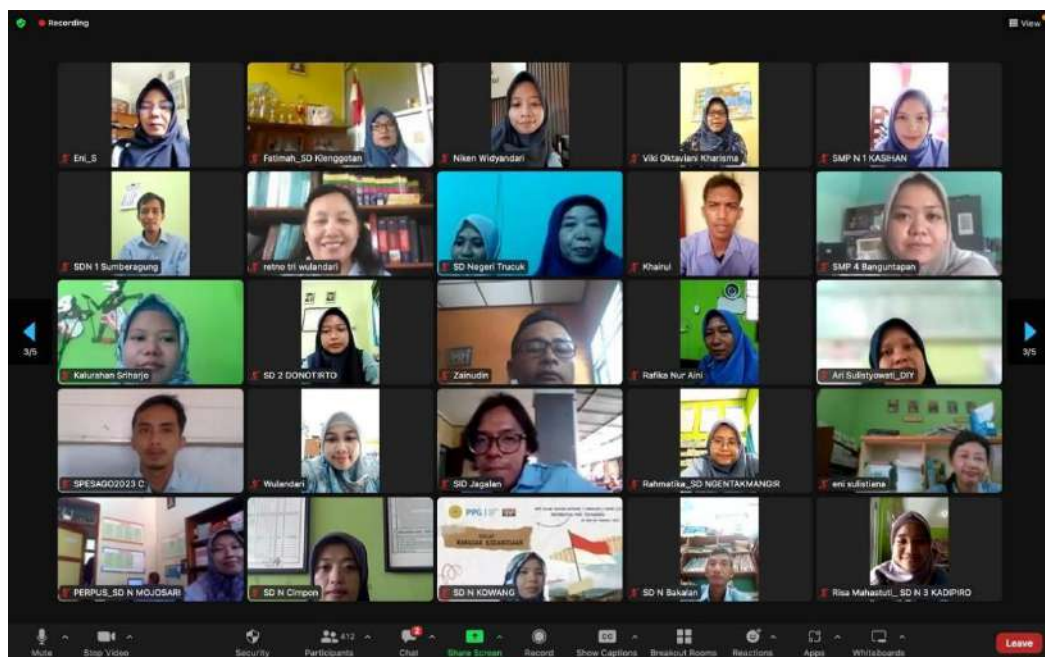 Recording
View
Eni_S
Fatimah_SD Klenggotan
Niken Widyandari
Viki Oktaviani Kharisma
SMP N 1 KASIHAN
SDN 1 Sumberagung
retno tri wulandari
SD Negeri Trucuk
Khairul
SMP 4 Banguntapan
3/5
Kalurahan Sriharjo
SD 2 DONOTIRTO
Zainudin
Rafika Nur Aini
Ari Sulistyowati_DIY
3/5
SPESAGO2023 C
Wulandari
SID Jagalan
Rahmatika_SD NGENTAKMANGIR
eni sulistiana
PPG
PERPUS_SD N MOJOSARI
SD N Cimpon
SD N KOWANG
SD N Bakalan
Risa Mahastuti_ SD N 3 KADIPIRO
412
2
CC
Mute
Stop Video
Security
Participants
Chat
Share Screen
Record
Show Captions
Breakout Rooms
Reactions
Apps
Whiteboards
Leave